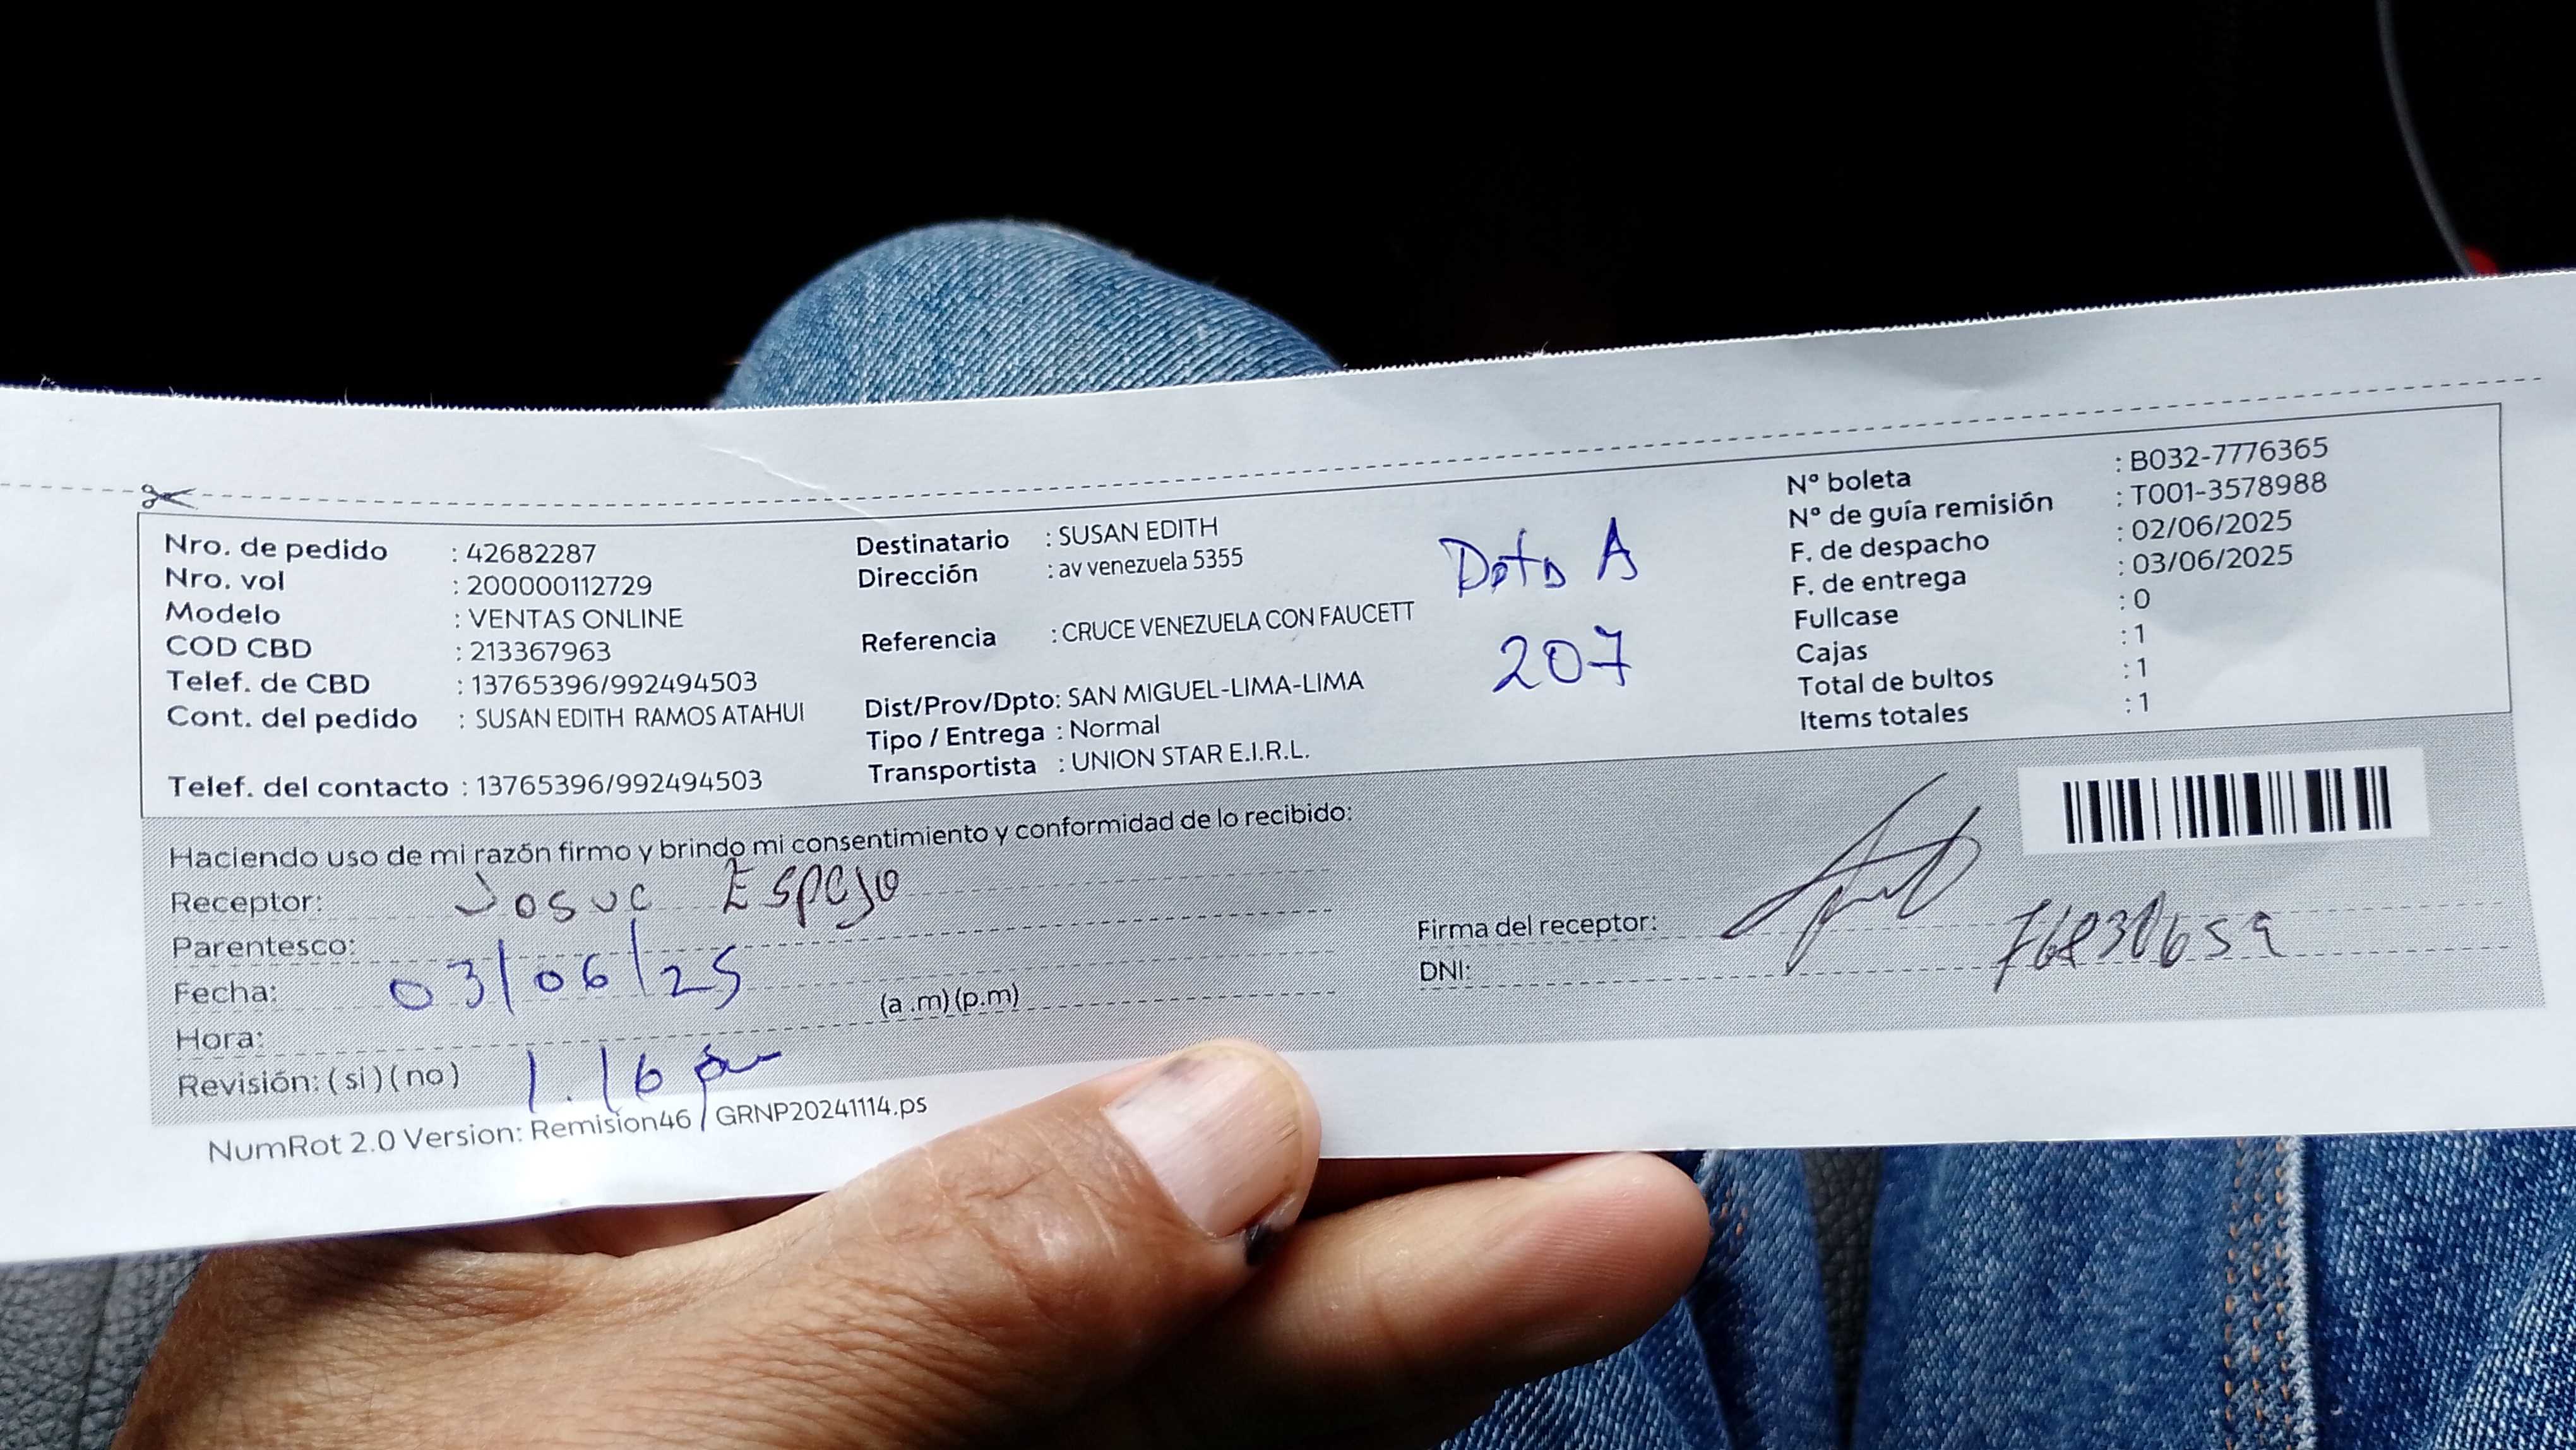 Nro. de pedido : 42682287
Nro. vol : 200000112729
Modelo : VENTAS ONLINE
COD CBD : 213367963
Telef. de CBD : 13765396/992494503
Cont. del pedido : SUSAN EDITH RAMOS ATAHUI
Telef. del contacto : 13765396/992494503
Destinatario : SUSAN EDITH
Dirección : av venezuela 5355
Referencia : CRUCE VENEZUELA CON FAUCETT
Dist/Prov/Dpto: SAN MIGUEL-LIMA-LIMA
Tipo / Entrega : Normal
Transportista : UNION STAR E.I.R.L.
Dpto A
207
Nº boleta : B032-7776365
Nº de guía remisión : T001-3578988
F. de despacho : 02/06/2025
F. de entrega : 03/06/2025
Fullcase : 0
Cajas : 1
Total de bultos : 1
Items totales : 1
Haciendo uso de mi razón firmo y brindo mi consentimiento y conformidad de lo recibido:
Receptor: Josue Espejo
Parentesco:
Fecha: 03/06/25
Hora: (a .m) (p.m)
Revisión: ( si ) ( no ) 1.16 pm
Firma del receptor:
DNI:
NumRot 2.0 Version: Remision46 / GRNP20241114.ps